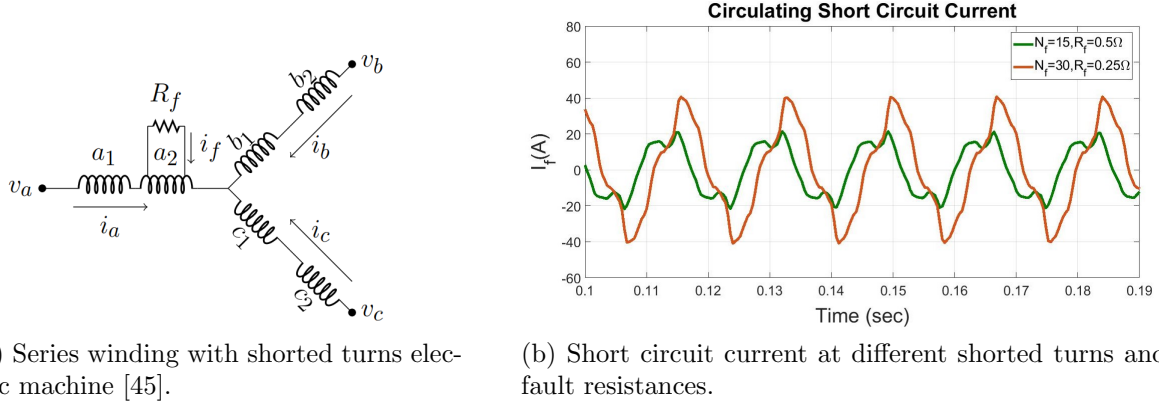 Circulating Short Circuit Current
N_f=15,R_f=0.5Ω
N_f=30,R_f=0.25Ω
I_f(A)
80
60
40
20
0
-20
-40
-60
0.1 0.11 0.12 0.13 0.14 0.15 0.16 0.17 0.18 0.19
Time (sec)
R_f
i_f
a_1
a_2
v_a
i_a
b_1
b_2
v_b
i_b
c_1
c_2
i_c
v_c
) Series winding with shorted turns elec-
c machine [45].
(b) Short circuit current at different shorted turns and
fault resistances.